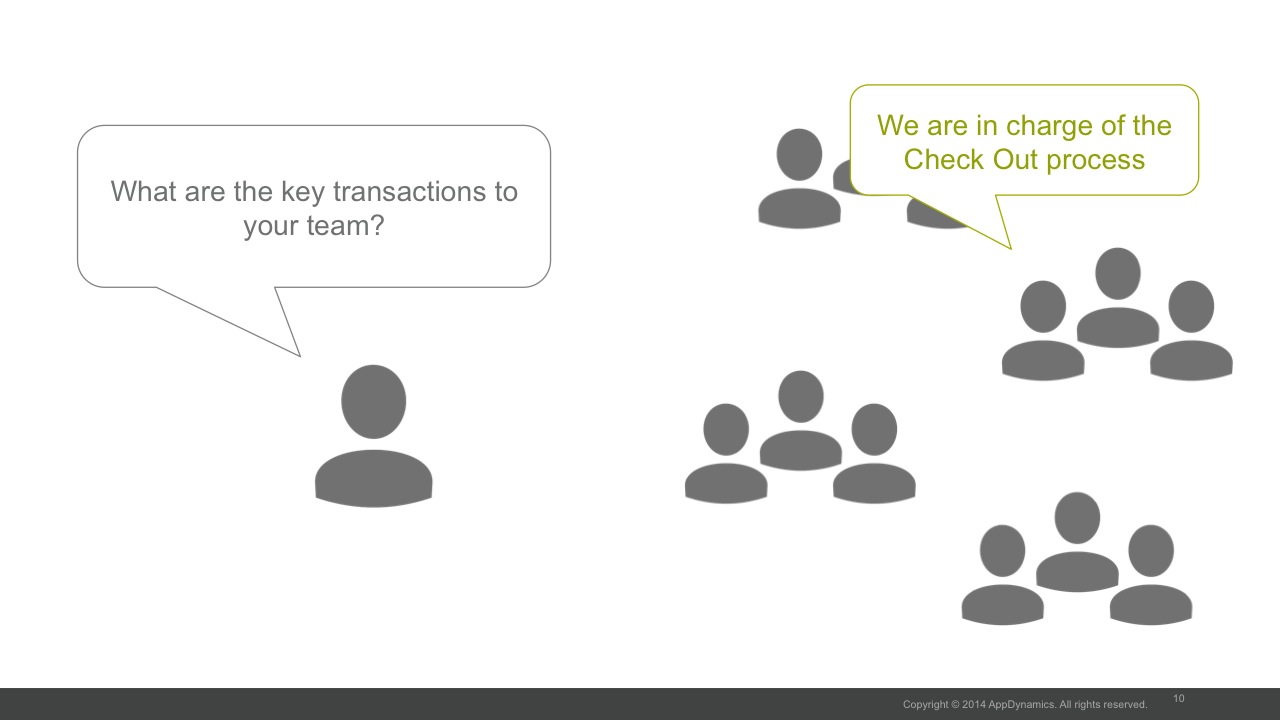 What are the key transactions to
your team?
We are in charge of the
Check Out process
Copyright © 2014 AppDynamics. All rights reserved.
10